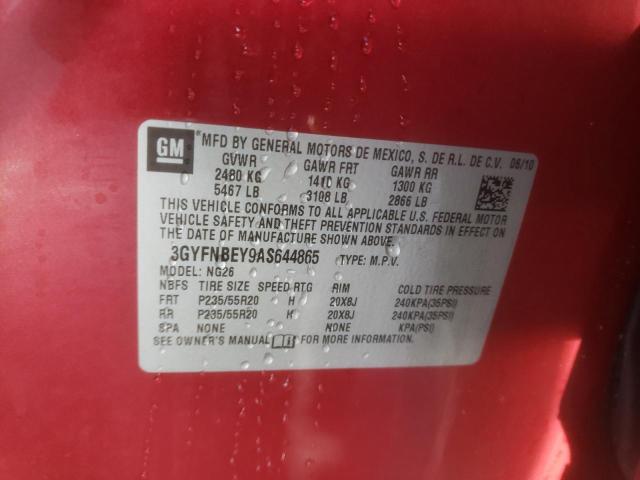 GM *MFD BY GENERAL MOTORS DE MEXICO, S. DE R.L. DE C.V. 06/10
GVWR GAWR FRT GAWR RR
2480 KG 1410 KG 1300 KG
5467 LB 3108 LB 2866 LB
THIS VEHICLE CONFORMS TO ALL APPLICABLE U.S. FEDERAL MOTOR
VEHICLE SAFETY AND THEFT PREVENTION STANDARDS IN EFFECT ON
THE DATE OF MANUFACTURE SHOWN ABOVE.
3GYFNBEY9AS644865 TYPE: M.P.V.
MODEL: NG26
NBFS TIRE SIZE SPEED RTG RIM COLD TIRE PRESSURE
FRT P235/55R20 H 20X8J 240KPA(35PSI)
RR P235/55R20 H 20X8J 240KPA(35PSI)
SPA NONE NONE KPA(PSI)
SEE OWNER'S MANUAL FOR MORE INFORMATION.